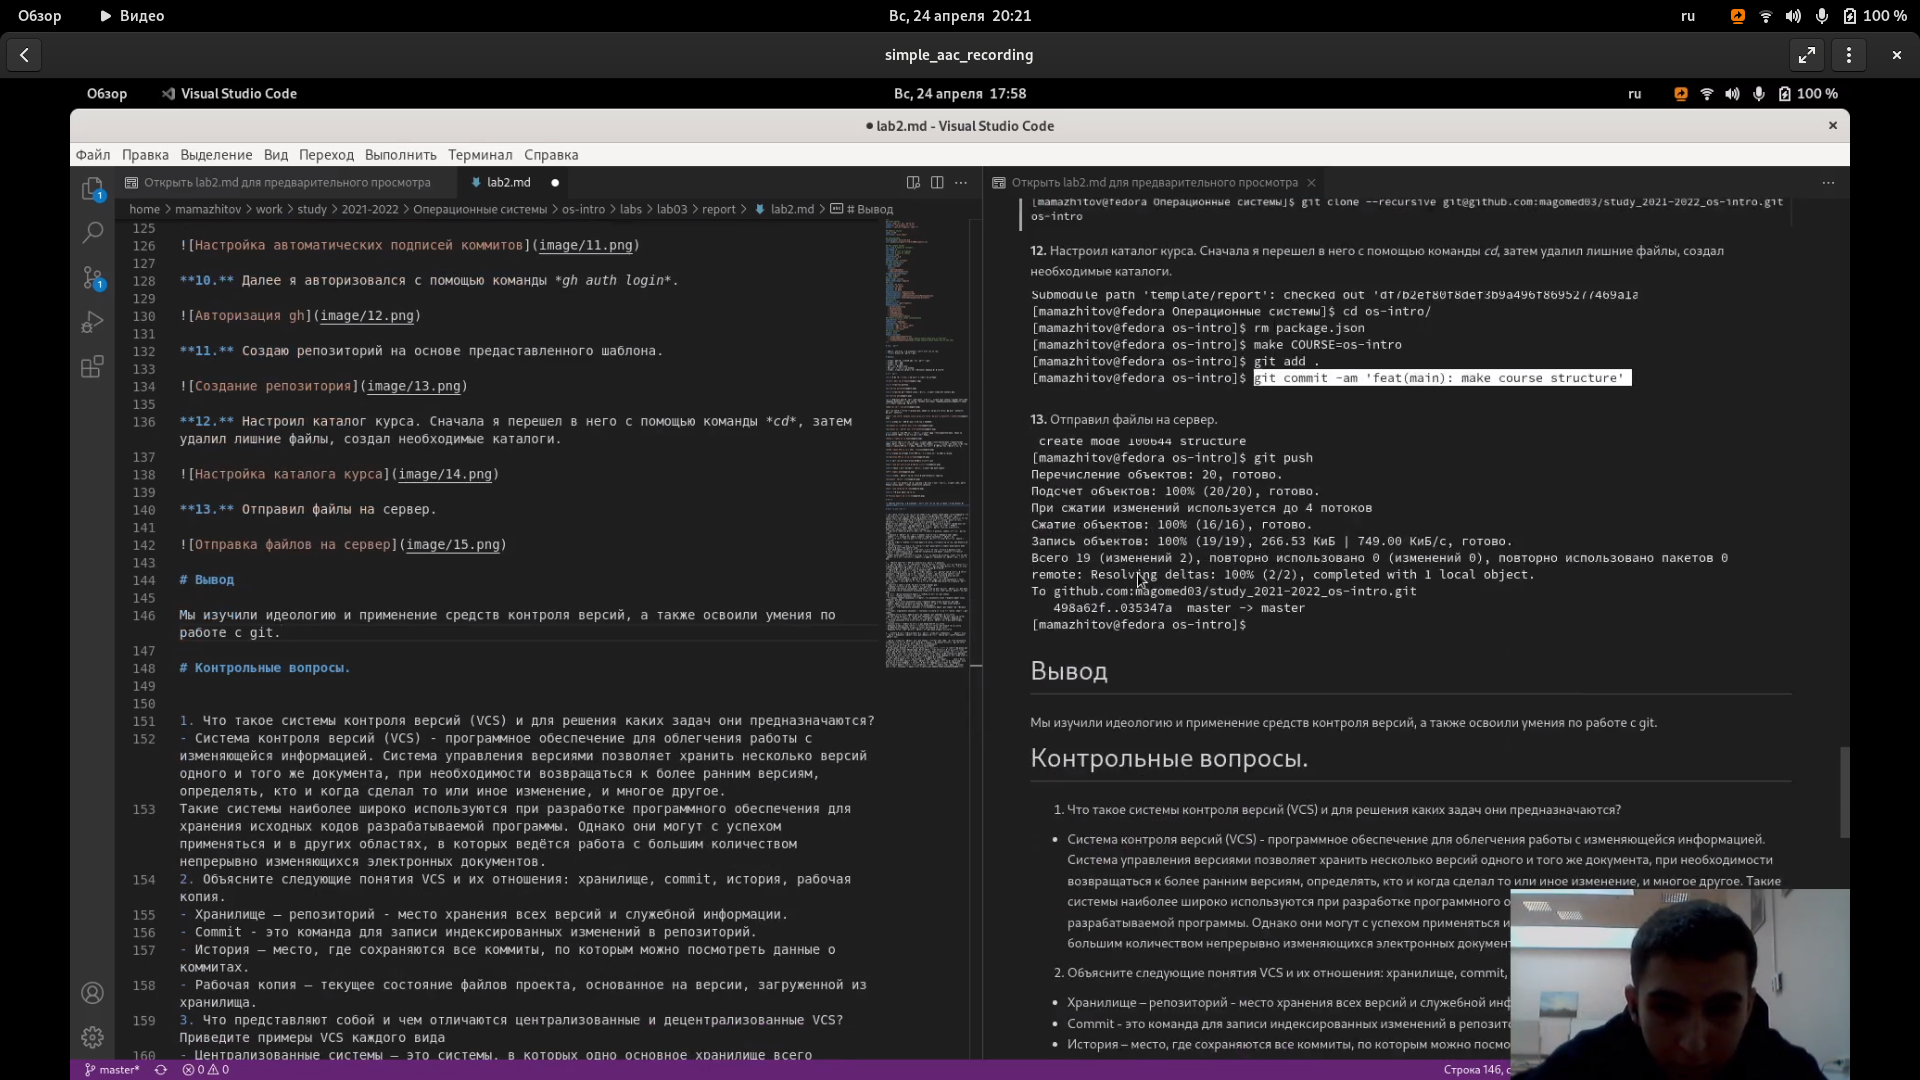 Обзор
Видео
Вс, 24 апреля 20:21
ru
100 %
simple_aac_recording
Обзор
Visual Studio Code
Вс, 24 апреля 17:58
ru
100 %
● lab2.md - Visual Studio Code
Файл Правка Выделение Вид Переход Выполнить Терминал Справка
Открыть lab2.md для предварительного просмотра
lab2.md
home > mamazhitov > work > study > 2021-2022 > Операционные системы > os-intro > labs > lab03 > report > lab2.md > # Вывод
125
126 ![Настройка автоматических подписей коммитов](image/11.png)
127
128 **10.** Далее я авторизовался с помощью команды *gh auth login*.
129
130 ![Авторизация gh](image/12.png)
131
132 **11.** Создаю репозиторий на основе предаставленного шаблона.
133
134 ![Создание репозитория](image/13.png)
135
136 **12.** Настроил каталог курса. Сначала я перешел в него с помощью команды *cd*, затем
удалил лишние файлы, создал необходимые каталоги.
137
138 ![Настройка каталога курса](image/14.png)
139
140 **13.** Отправил файлы на сервер.
141
142 ![Отправка файлов на сервер](image/15.png)
143
144 # Вывод
145
146 Мы изучили идеологию и применение средств контроля версий, а также освоили умения по
работе с git.
147
148 # Контрольные вопросы.
149
150
151 1. Что такое системы контроля версий (VCS) и для решения каких задач они предназначаются?
152 - Система контроля версий (VCS) - программное обеспечение для облегчения работы с
изменяющейся информацией. Система управления версиями позволяет хранить несколько версий
одного и того же документа, при необходимости возвращаться к более ранним версиям,
определять, кто и когда сделал то или иное изменение, и многое другое.
153 Такие системы наиболее широко используются при разработке программного обеспечения для
хранения исходных кодов разрабатываемой программы. Однако они могут с успехом
применяться и в других областях, в которых ведётся работа с большим количеством
непрерывно изменяющихся электронных документов.
154 2. Объясните следующие понятия VCS и их отношения: хранилище, commit, история, рабочая
копия.
155 - Хранилище – репозиторий - место хранения всех версий и служебной информации.
156 - Commit - это команда для записи индексированных изменений в репозиторий.
157 - История – место, где сохраняются все коммиты, по которым можно посмотреть данные о
коммитах.
158 - Рабочая копия – текущее состояние файлов проекта, основанное на версии, загруженной из
хранилища.
159 3. Что представляют собой и чем отличаются централизованные и децентрализованные VCS?
Приведите примеры VCS каждого вида
160 - Централизованные системы – это системы, в которых одно основное хранилище всего
Открыть lab2.md для предварительного просмотра
[mamazhitov@fedora Операционные системы]$ git clone --recursive git@github.com:magomed03/study_2021-2022_os-intro.git
os-intro
12. Настроил каталог курса. Сначала я перешел в него с помощью команды cd, затем удалил лишние файлы, создал
необходимые каталоги.
Submodule path 'template/report': checked out 'df7b2ef80f8def3b9a496f8695277469a1a
[mamazhitov@fedora Операционные системы]$ cd os-intro/
[mamazhitov@fedora os-intro]$ rm package.json
[mamazhitov@fedora os-intro]$ make COURSE=os-intro
[mamazhitov@fedora os-intro]$ git add .
[mamazhitov@fedora os-intro]$ git commit -am 'feat(main): make course structure'
13. Отправил файлы на сервер.
create mode 100644 structure
[mamazhitov@fedora os-intro]$ git push
Перечисление объектов: 20, готово.
Подсчет объектов: 100% (20/20), готово.
При сжатии изменений используется до 4 потоков
Сжатие объектов: 100% (16/16), готово.
Запись объектов: 100% (19/19), 266.53 КиБ | 749.00 КиБ/с, готово.
Всего 19 (изменений 2), повторно использовано 0 (изменений 0), повторно использовано пакетов 0
remote: Resolving deltas: 100% (2/2), completed with 1 local object.
To github.com:magomed03/study_2021-2022_os-intro.git
498a62f..035347a master -> master
[mamazhitov@fedora os-intro]$
Вывод
Мы изучили идеологию и применение средств контроля версий, а также освоили умения по работе с git.
Контрольные вопросы.
1. Что такое системы контроля версий (VCS) и для решения каких задач они предназначаются?
• Система контроля версий (VCS) - программное обеспечение для облегчения работы с изменяющейся информацией.
Система управления версиями позволяет хранить несколько версий одного и того же документа, при необходимости
возвращаться к более ранним версиям, определять, кто и когда сделал то или иное изменение, и многое другое. Такие
системы наиболее широко используются при разработке программного о
разрабатываемой программы. Однако они могут с успехом применяться и
большим количеством непрерывно изменяющихся электронных документ
2. Объясните следующие понятия VCS и их отношения: хранилище, commit,
• Хранилище – репозиторий - место хранения всех версий и служебной инф
• Commit - это команда для записи индексированных изменений в репозит
• История – место, где сохраняются все коммиты, по которым можно посмо
master*
0 0
Строка 146, с